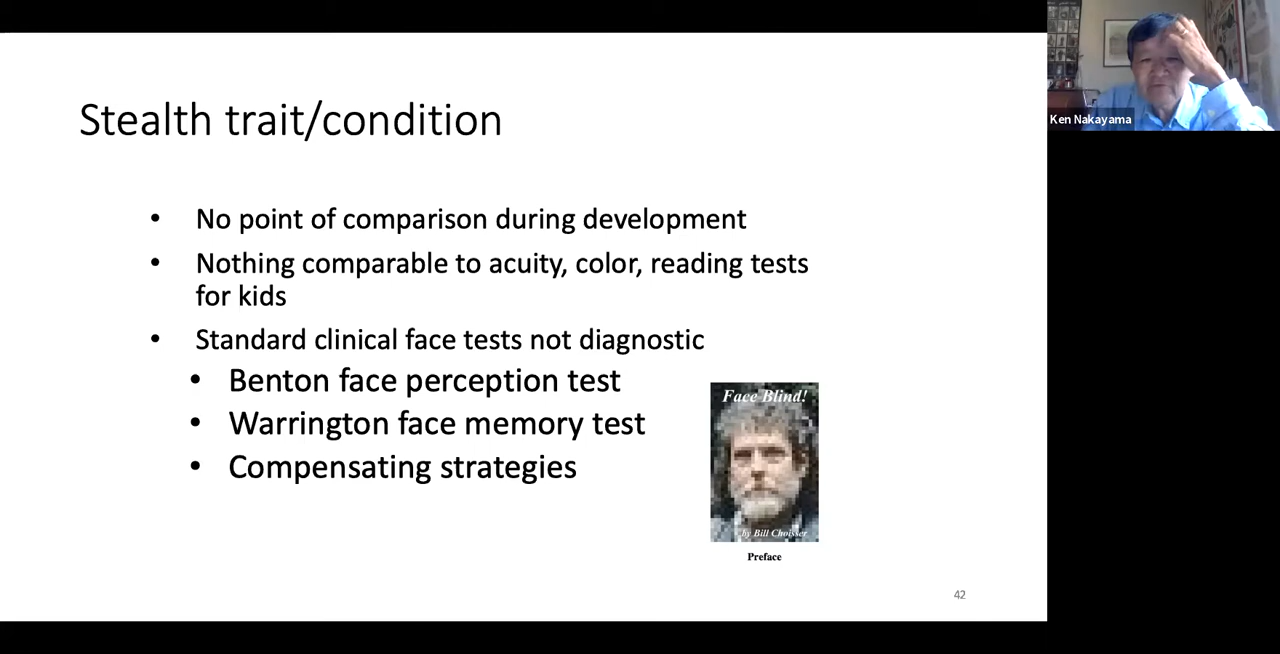 Stealth trait/condition
• No point of comparison during development
• Nothing comparable to acuity, color, reading tests
for kids
• Standard clinical face tests not diagnostic
• Benton face perception test
• Warrington face memory test
• Compensating strategies
Face Blind!
by Bill Choisser
Preface
42
Ken Nakayama